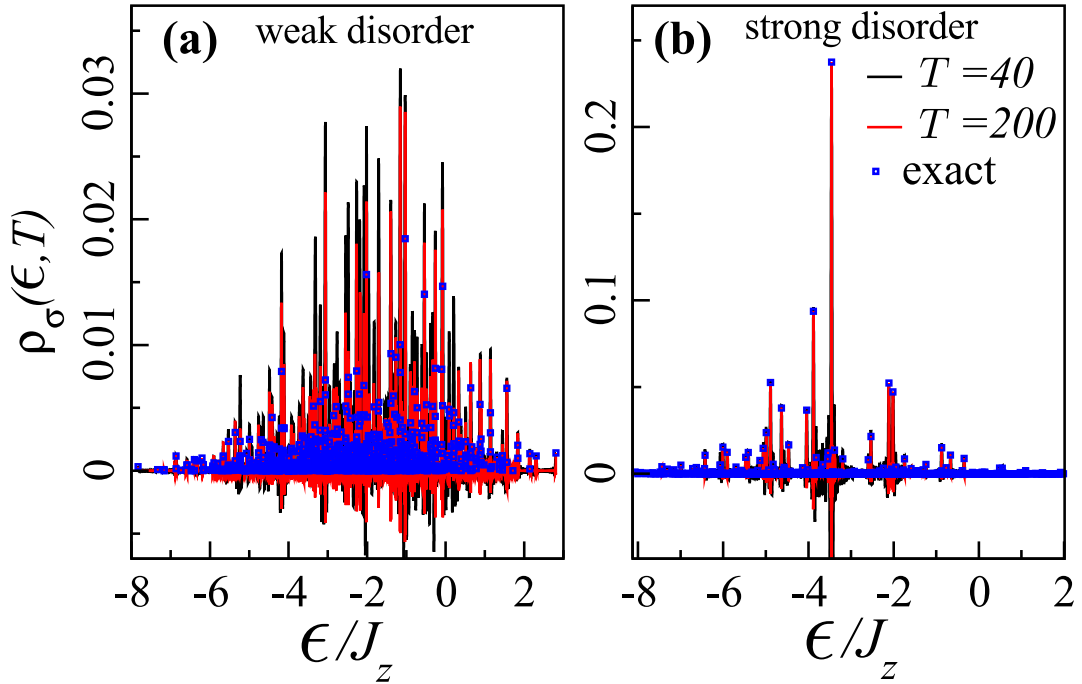 (a) weak disorder
0.03
0.02
0.01
0
ρσ(ϵ,T)
-8 -6 -4 -2 0 2
ϵ/Jz
(b) strong disorder
T =40
T =200
exact
0.2
0.1
0
-8 -6 -4 -2 0 2
ϵ/Jz